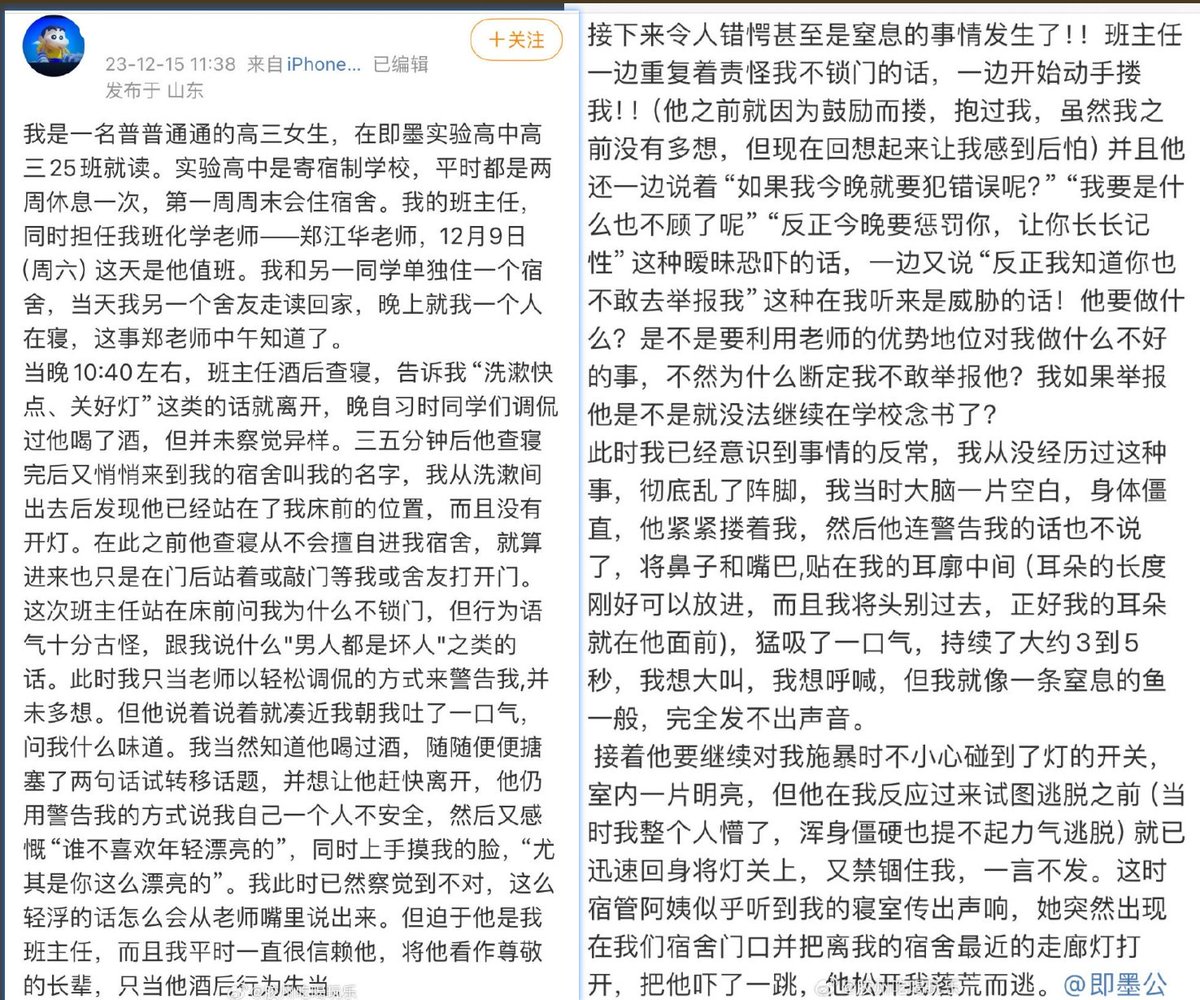 ＋关注
23-12-15 11:38 来自 iPhone... 已编辑
发布于 山东
我是一名普普通通的高三女生，在即墨实验高中高
三25班就读。实验高中是寄宿制学校，平时都是两
周休息一次，第一周周末会住宿舍。我的班主任，
同时担任我班化学老师——郑江华老师，12月9日
(周六) 这天是他值班。我和另一同学单独住一个宿
舍，当天我另一个舍友走读回家，晚上就我一个人
在寝，这事郑老师中午知道了。
当晚10:40左右，班主任酒后查寝，告诉我“洗漱快
点、关好灯”这类的话就离开，晚自习时同学们调侃
过他喝了酒，但并未察觉异样。三五分钟后他查寝
完后又悄悄来到我的宿舍叫我的名字，我从洗漱间
出去后发现他已经站在了我床前的位置，而且没有
开灯。在此之前他查寝从不会擅自进我宿舍，就算
进来也只是在门后站着或敲门等我或舍友打开门。
这次班主任站在床前问我为什么不锁门，但行为语
气十分古怪，跟我说什么"男人都是坏人"之类的
话。此时我只当老师以轻松调侃的方式来警告我,并
未多想。但他说着说着就凑近我朝我吐了一口气，
问我什么味道。我当然知道他喝过酒，随随便便搪
塞了两句话试转移话题，并想让他赶快离开，他仍
用警告我的方式说我自己一个人不安全，然后又感
慨“谁不喜欢年轻漂亮的”，同时上手摸我的脸，“尤
其是你这么漂亮的”。我此时已然察觉到不对，这么
轻浮的话怎么会从老师嘴里说出来。但迫于他是我
班主任，而且我平时一直很信赖他，将他看作尊敬
的长辈，只当他酒后行为失当
接下来令人错愕甚至是窒息的事情发生了！！班主任
一边重复着责怪我不锁门的话，一边开始动手搂
我！！(他之前就因为鼓励而搂，抱过我，虽然我之
前没有多想，但现在回想起来让我感到后怕) 并且他
还一边说着“如果我今晚就要犯错误呢？”“我要是什
么也不顾了呢”“反正今晚要惩罚你，让你长长记
性”这种暧昧恐吓的话，一边又说“反正我知道你也
不敢去举报我”这种在我听来是威胁的话！他要做什
么？是不是要利用老师的优势地位对我做什么不好
的事，不然为什么断定我不敢举报他？我如果举报
他是不是就没法继续在学校念书了？
此时我已经意识到事情的反常，我从没经历过这种
事，彻底乱了阵脚，我当时大脑一片空白，身体僵
直，他紧紧搂着我，然后他连警告我的话也不说
了，将鼻子和嘴巴,贴在我的耳廓中间 (耳朵的长度
刚好可以放进，而且我将头别过去，正好我的耳朵
就在他面前)，猛吸了一口气，持续了大约3到5
秒，我想大叫，我想呼喊，但我就像一条窒息的鱼
一般，完全发不出声音。
接着他要继续对我施暴时不小心碰到了灯的开关，
室内一片明亮，但他在我反应过来试图逃脱之前 (当
时我整个人懵了，浑身僵硬也提不起力气逃脱) 就已
迅速回身将灯关上，又禁锢住我，一言不发。这时
宿管阿姨似乎听到我的寝室传出声响，她突然出现
在我们宿舍门口并把离我的宿舍最近的走廊灯打
开，把他吓了一跳，他松开我落荒而逃。@即墨公